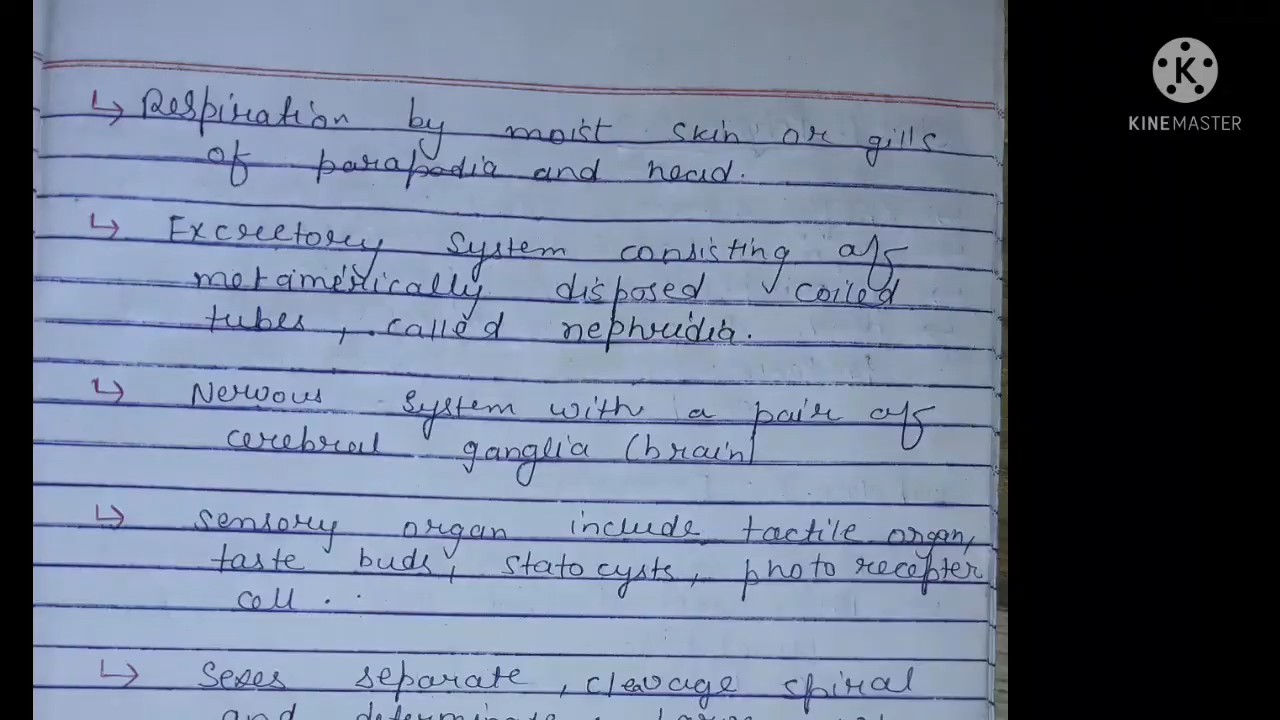 ↳ Respiration by moist skin or gills
of parapodia and head.
↳ Excretory system consisting of
metamerically disposed coiled
tubes, called nephridia.
↳ Nervous system with a pair of
cerebral ganglia (brain)
↳ Sensory organ include tactile organ,
taste buds, statocysts, photo recepter
cell.
↳ Sexes separate, cleavage spiral
and determinate
KINEMASTER